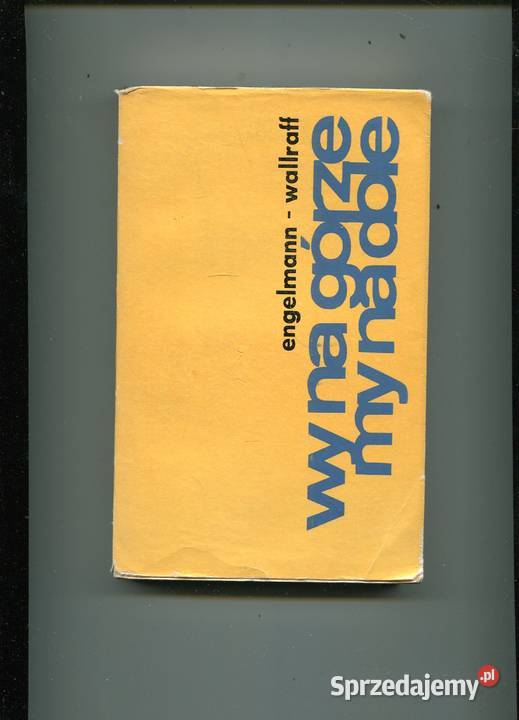 engelmann - wallraff
wy na górze
my na dole
Sprzedajemy.pl